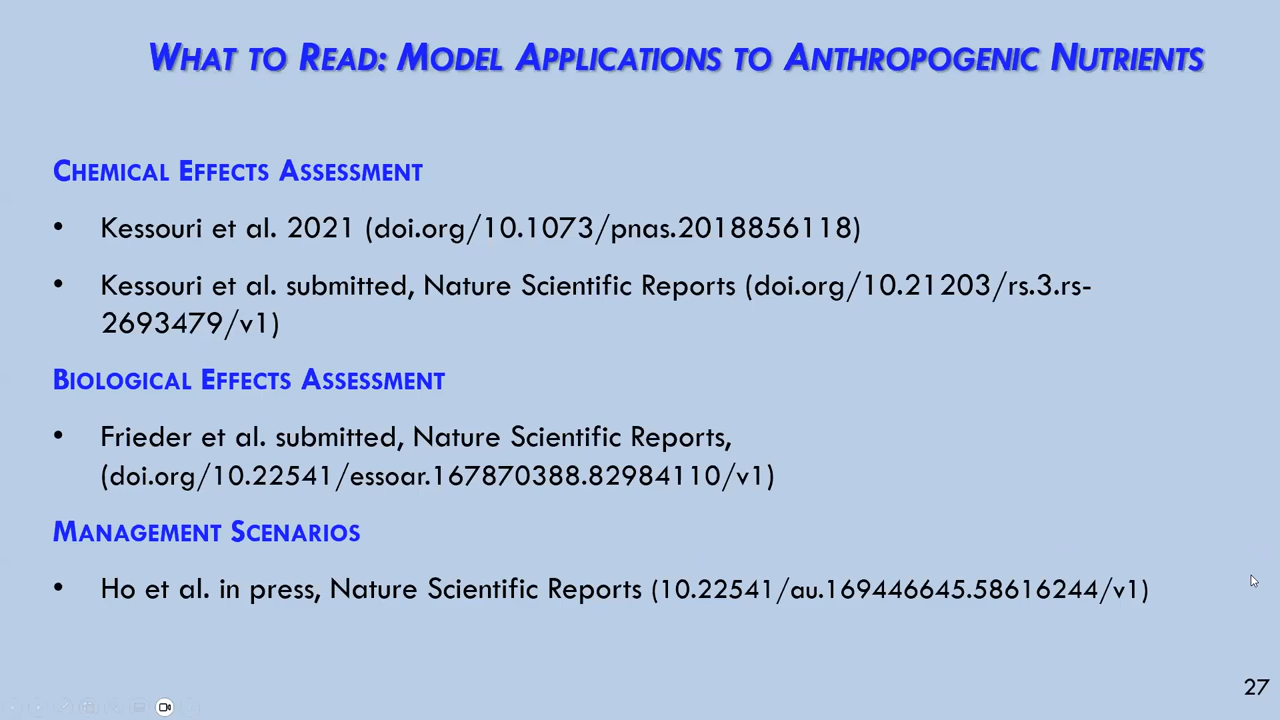 What to Read: Model Applications to Anthropogenic Nutrients
Chemical Effects Assessment
• Kessouri et al. 2021 (doi.org/10.1073/pnas.2018856118)
• Kessouri et al. submitted, Nature Scientific Reports (doi.org/10.21203/rs.3.rs-
2693479/v1)
Biological Effects Assessment
• Frieder et al. submitted, Nature Scientific Reports,
(doi.org/10.22541/essoar.167870388.82984110/v1)
Management Scenarios
• Ho et al. in press, Nature Scientific Reports (10.22541/au.169446645.58616244/v1)
27